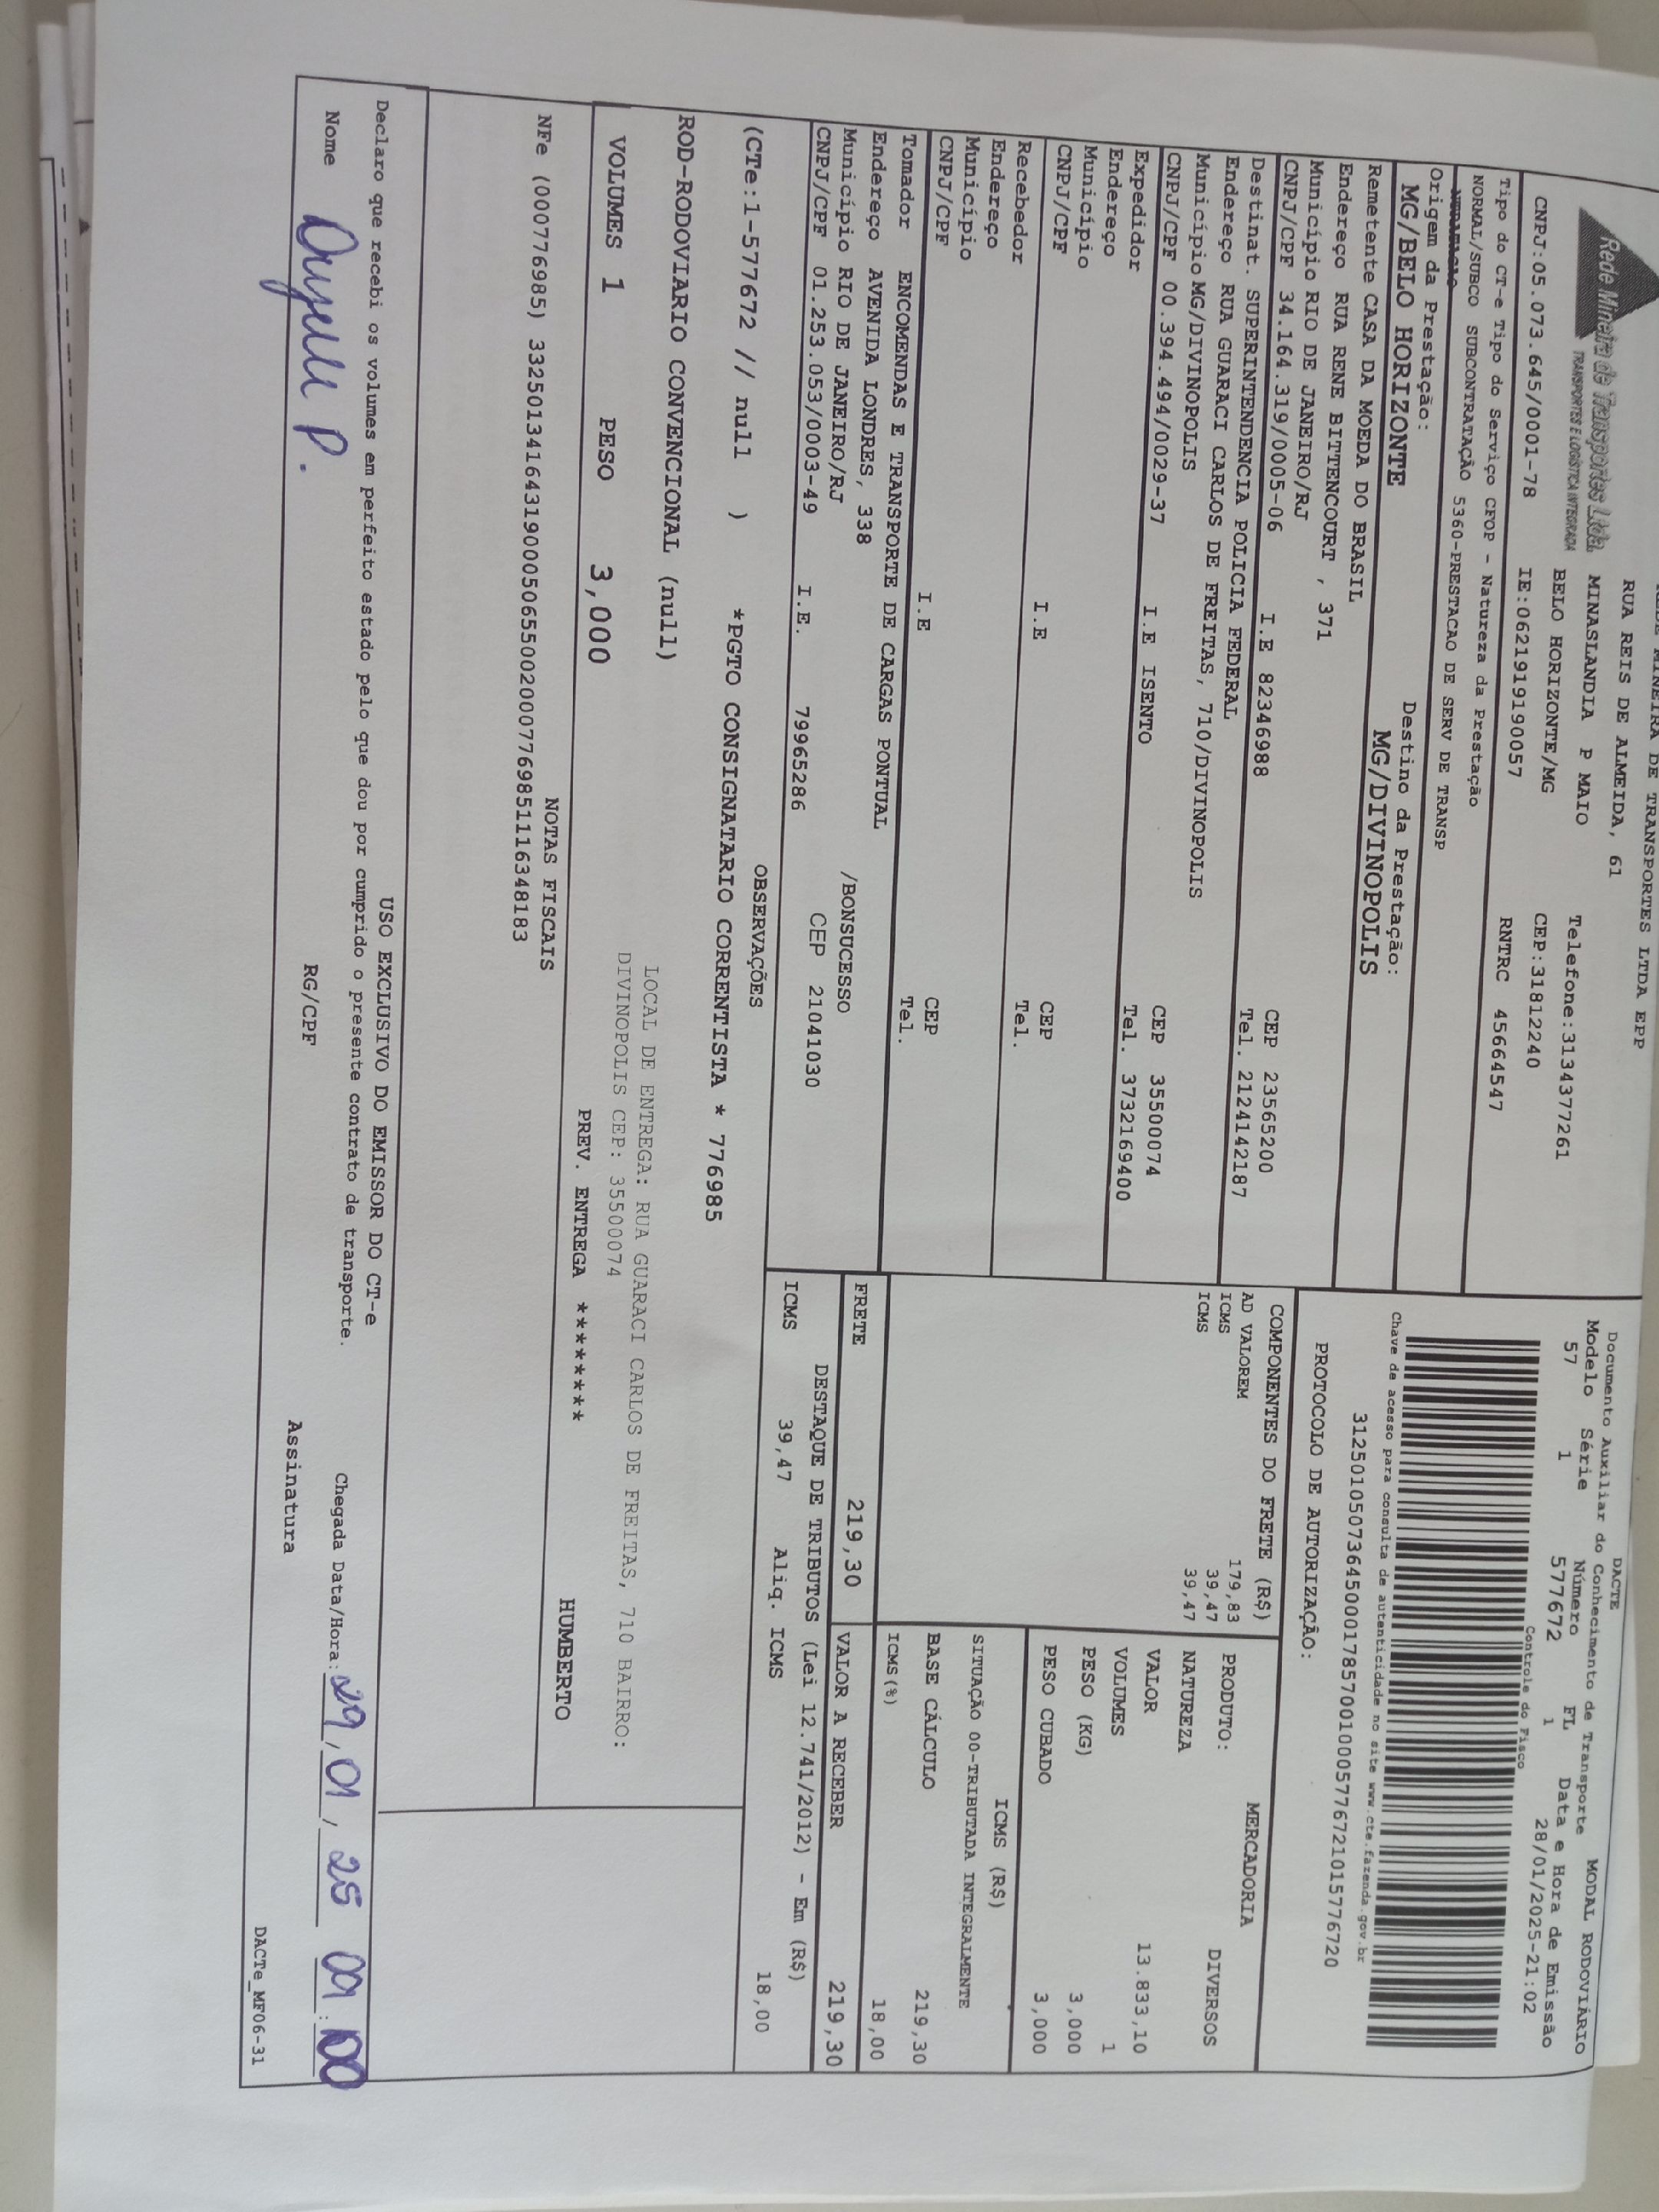 Rede Mineira de Transportes Ltda.
TRANSPORTES E LOGÍSTICA INTEGRADA
MINEIRA DE TRANSPORTES LTDA EPP
RUA REIS DE ALMEIDA, 61
MINASLANDIA P MAIO Telefone:3134377261
BELO HORIZONTE/MG CEP:31812240
CNPJ:05.073.645/0001-78 IE:0621919190057 RNTRC 45664547
Tipo do CT-e Tipo do Serviço CFOP - Natureza da Prestação
NORMAL/SUBCO SUBCONTRATAÇÃO 5360-PRESTACAO DE SERV DE TRANSP
Origem da Prestação: Destino da Prestação:
MG/BELO HORIZONTE MG/DIVINOPOLIS
Remetente CASA DA MOEDA DO BRASIL
Endereço RUA RENE BITTENCOURT , 371
Município RIO DE JANEIRO/RJ CEP 23565200
CNPJ/CPF 34.164.319/0005-06 I.E 82346988 Tel. 2124142187
Destinat. SUPERINTENDENCIA POLICIA FEDERAL
Endereço RUA GUARACI CARLOS DE FREITAS, 710/DIVINOPOLIS
Município MG/DIVINOPOLIS CEP 35500074
CNPJ/CPF 00.394.494/0029-37 I.E ISENTO Tel. 3732169400
Expedidor
Endereço
Município CEP
CNPJ/CPF I.E Tel.
Recebedor
Endereço
Município CEP
CNPJ/CPF I.E Tel.
Tomador ENCOMENDAS E TRANSPORTE DE CARGAS PONTUAL
Endereço AVENIDA LONDRES, 338 /BONSUCESSO
Município RIO DE JANEIRO/RJ CEP 21041030
CNPJ/CPF 01.253.053/0003-49 I.E. 79965286
DACTE
Documento Auxiliar do Conhecimento de Transporte MODAL RODOVIÁRIO
Modelo Série Número FL Data e Hora de Emissão
57 1 577672 1 28/01/2025-21:02
Controle do Fisco
Chave de acesso para consulta de autenticidade no site www.cte.fazenda.gov.br
31250105073645000178570010005776721015776720
PROTOCOLO DE AUTORIZAÇÃO:
COMPONENTES DO FRETE (R$)
AD VALOREM 179,83
ICMS 39,47
ICMS 39,47
MERCADORIA
PRODUTO:
NATUREZA DIVERSOS
VALOR 13.833,10
VOLUMES 1
PESO (KG) 3,000
PESO CUBADO 3,000
ICMS (R$)
SITUAÇÃO 00-TRIBUTADA INTEGRALMENTE
BASE CÁLCULO 219,30
ICMS(%) 18,00
FRETE 219,30 VALOR A RECEBER 219,30
DESTAQUE DE TRIBUTOS (Lei 12.741/2012) - Em (R$)
ICMS 39,47 Aliq. ICMS 18,00
OBSERVAÇÕES
(CTe:1-577672 // null ) *PGTO CONSIGNATARIO CORRENTISTA * 776985
ROD-RODOVIARIO CONVENCIONAL (null)
LOCAL DE ENTREGA: RUA GUARACI CARLOS DE FREITAS, 710 BAIRRO:
DIVINOPOLIS CEP: 35500074
VOLUMES 1 PESO 3,000 PREV. ENTREGA ******** HUMBERTO
NOTAS FISCAIS
NFe (000776985) 33250134164319000506550020007769851116348183
USO EXCLUSIVO DO EMISSOR DO CT-e
Declaro que recebi os volumes em perfeito estado pelo que dou por cumprido o presente contrato de transporte.
Chegada Data/Hora: 29/01/25 09:00
Nome RG/CPF Assinatura
DACTe_MF06-31